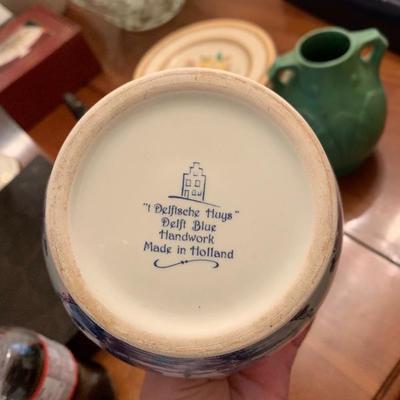 "t Delftsche Huys"
Delft Blue
Handwork
Made in Holland